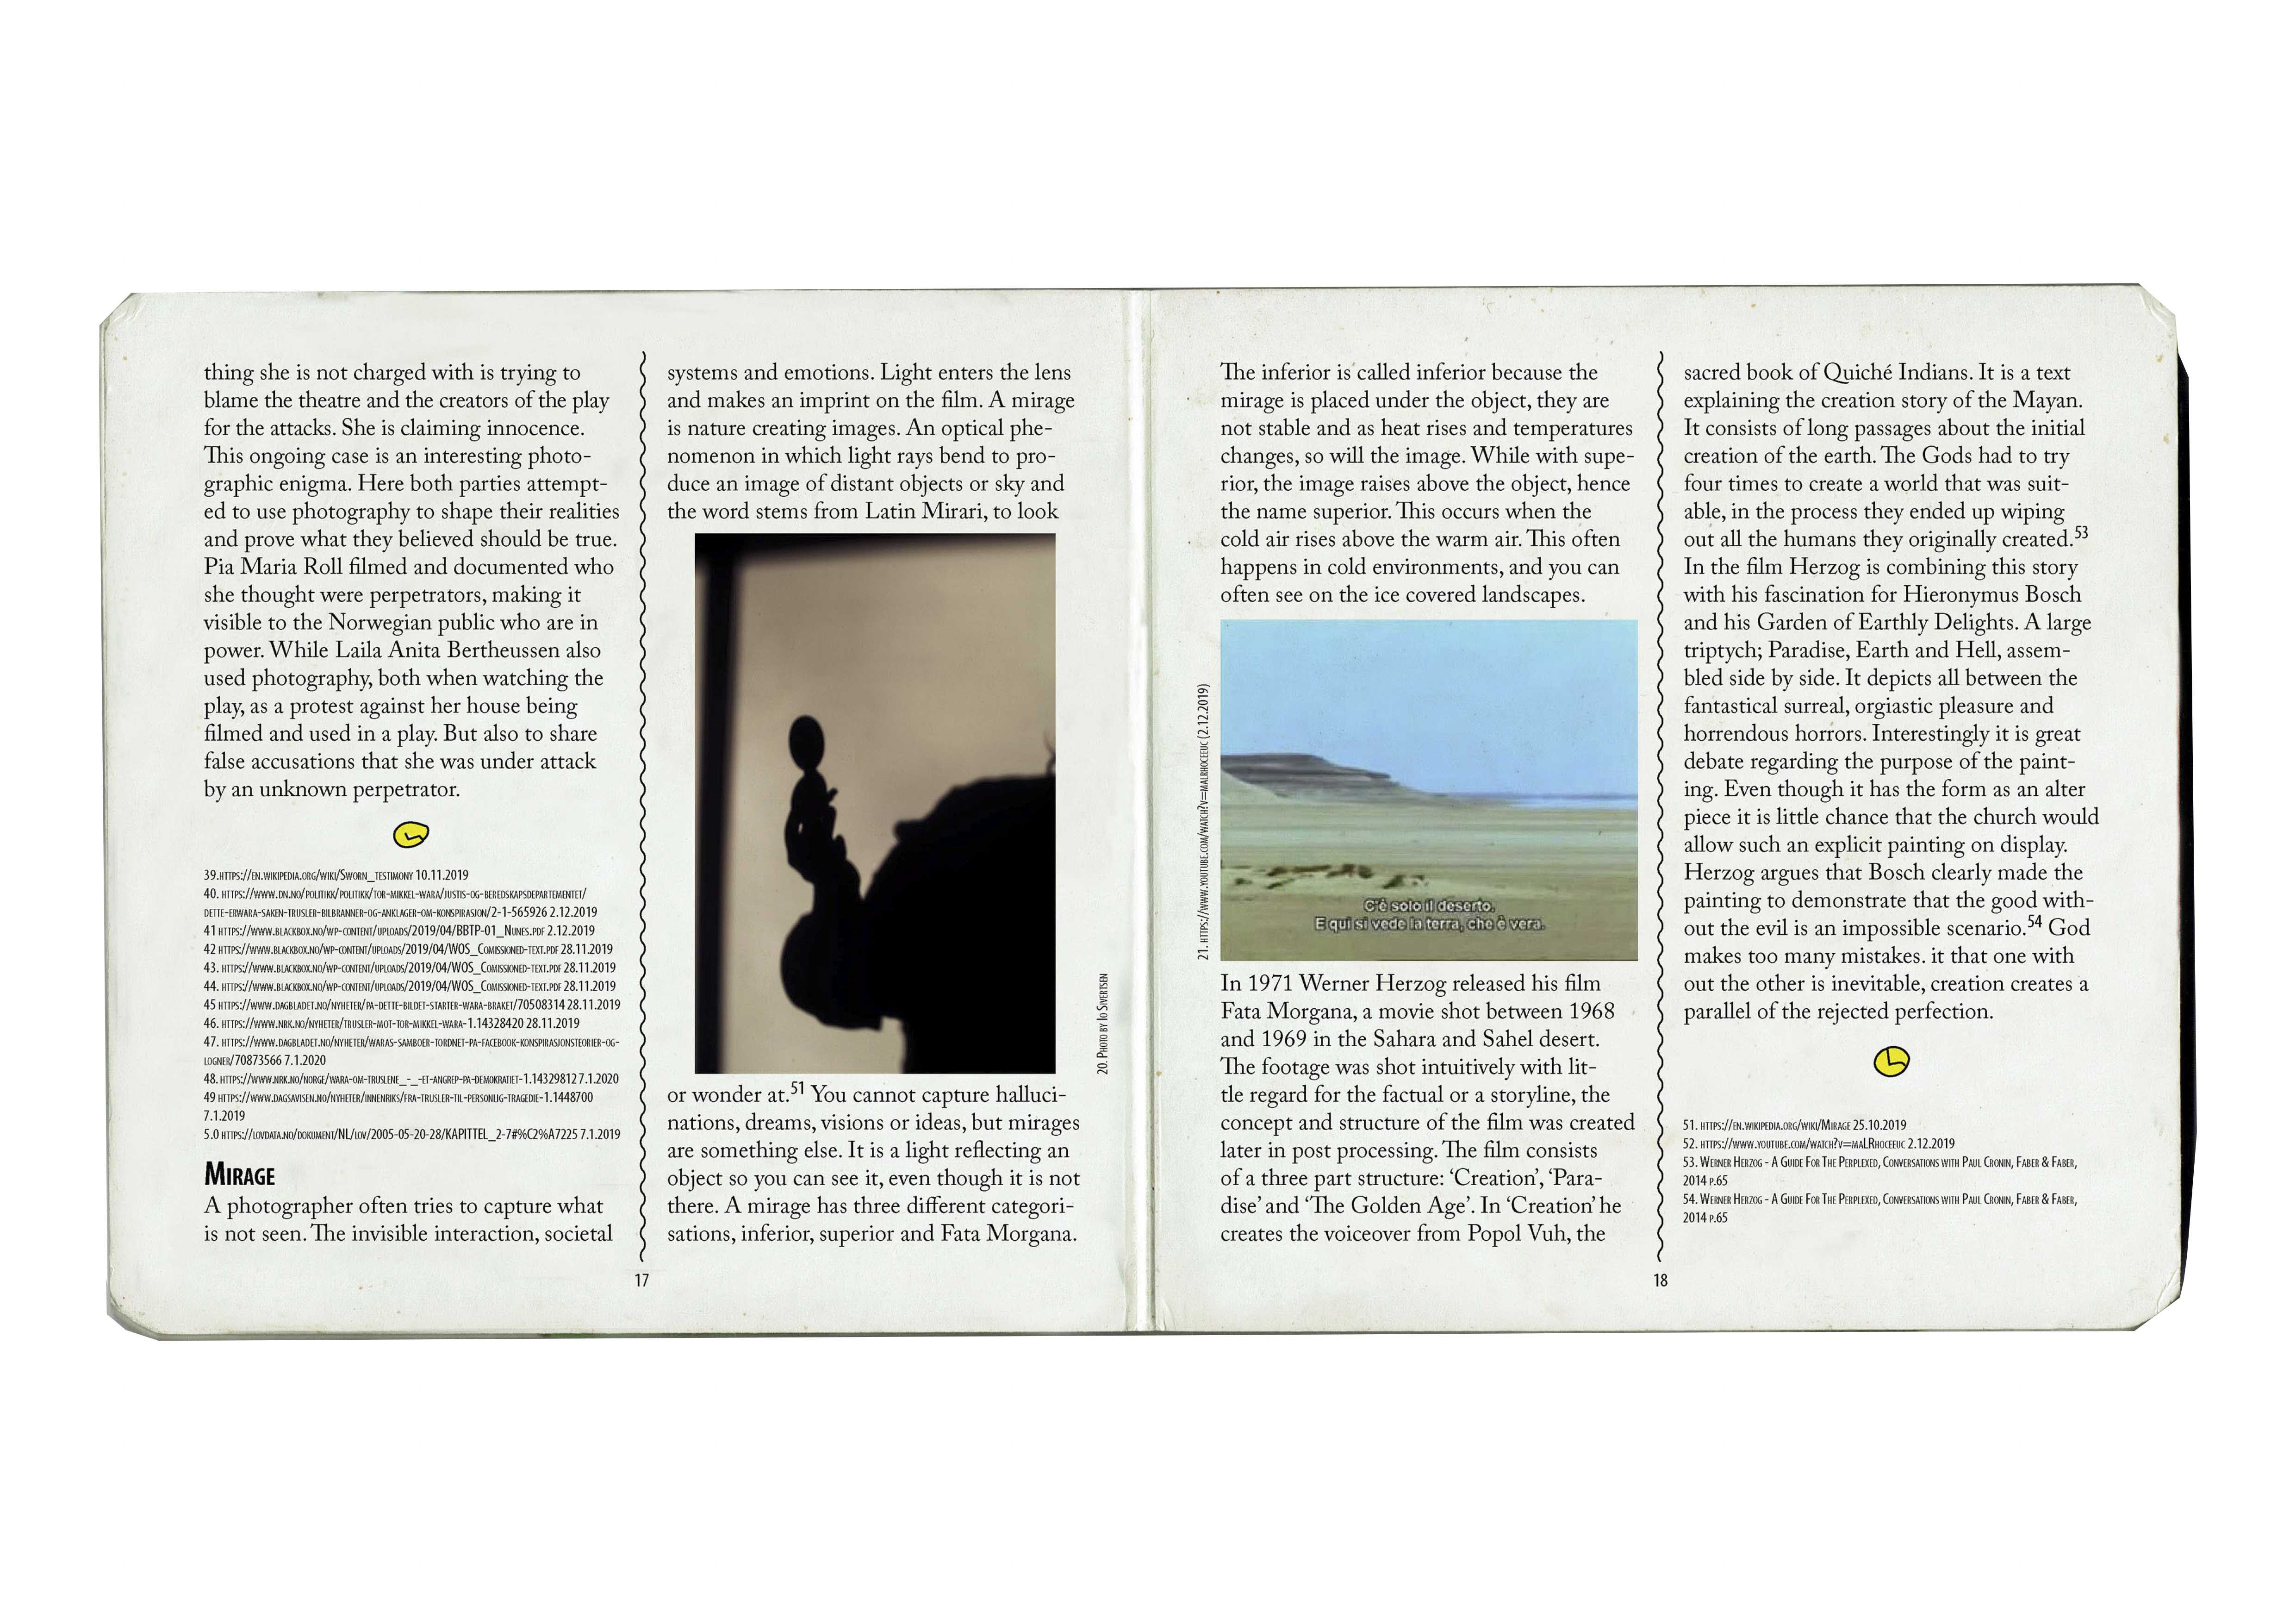 thing she is not charged with is trying to
blame the theatre and the creators of the play
for the attacks. She is claiming innocence.
This ongoing case is an interesting photo-
graphic enigma. Here both parties attempt-
ed to use photography to shape their realities
and prove what they believed should be true.
Pia Maria Roll filmed and documented who
she thought were perpetrators, making it
visible to the Norwegian public who are in
power. While Laila Anita Bertheussen also
used photography, both when watching the
play, as a protest against her house being
filmed and used in a play. But also to share
false accusations that she was under attack
by an unknown perpetrator.
39.https://en.wikipedia.org/wiki/Sworn_testimony 10.11.2019
40. https://www.dn.no/politikk/politikk/tor-mikkel-wara/justis-og-beredskapsdepartementet/
dette-erwara-saken-trusler-bilbranner-og-anklager-om-konspirasjon/2-1-565926 2.12.2019
41 https://www.blackbox.no/wp-content/uploads/2019/04/BBTP-01_Nunes.pdf 2.12.2019
42 https://www.blackbox.no/wp-content/uploads/2019/04/WOS_Comissioned-text.pdf 28.11.2019
43. https://www.blackbox.no/wp-content/uploads/2019/04/WOS_Comissioned-text.pdf 28.11.2019
44. https://www.blackbox.no/wp-content/uploads/2019/04/WOS_Comissioned-text.pdf 28.11.2019
45 https://www.dagbladet.no/nyheter/pa-dette-bildet-starter-wara-braket/70508314 28.11.2019
46. https://www.nrk.no/nyheter/trusler-mot-tor-mikkel-wara-1.14328420 28.11.2019
47. https://www.dagbladet.no/nyheter/waras-samboer-tordnet-pa-facebook-konspirasjonsteorier-og-
logner/70873566 7.1.2020
48. https://www.nrk.no/norge/wara-om-truslene_-_-et-angrep-pa-demokratiet-1.14329812 7.1.2020
49 https://www.dagsavisen.no/nyheter/innenriks/fra-trusler-til-personlig-tragedie-1.1448700
7.1.2019
5.0 https://lovdata.no/dokument/NL/lov/2005-05-20-28/KAPITTEL_2-7#%C2%A7225 7.1.2019
Mirage
A photographer often tries to capture what
is not seen. The invisible interaction, societal
17
systems and emotions. Light enters the lens
and makes an imprint on the film. A mirage
is nature creating images. An optical phe-
nomenon in which light rays bend to pro-
duce an image of distant objects or sky and
the word stems from Latin Mirari, to look
20. Photo by Jo Sivertsen
or wonder at.51 You cannot capture halluci-
nations, dreams, visions or ideas, but mirages
are something else. It is a light reflecting an
object so you can see it, even though it is not
there. A mirage has three different categori-
sations, inferior, superior and Fata Morgana.
The inferior is called inferior because the
mirage is placed under the object, they are
not stable and as heat rises and temperatures
changes, so will the image. While with supe-
rior, the image raises above the object, hence
the name superior. This occurs when the
cold air rises above the warm air. This often
happens in cold environments, and you can
often see on the ice covered landscapes.
21. https://www.youtube.com/watch?v=maLRhoceeuc (2.12.2019)
C'é solo il deserto.
E qui si vede la terra, che è vera.
In 1971 Werner Herzog released his film
Fata Morgana, a movie shot between 1968
and 1969 in the Sahara and Sahel desert.
The footage was shot intuitively with lit-
tle regard for the factual or a storyline, the
concept and structure of the film was created
later in post processing. The film consists
of a three part structure: ‘Creation’, ‘Para-
dise’ and ‘The Golden Age’. In ‘Creation’ he
creates the voiceover from Popol Vuh, the
18
sacred book of Quiché Indians. It is a text
explaining the creation story of the Mayan.
It consists of long passages about the initial
creation of the earth. The Gods had to try
four times to create a world that was suit-
able, in the process they ended up wiping
out all the humans they originally created.53
In the film Herzog is combining this story
with his fascination for Hieronymus Bosch
and his Garden of Earthly Delights. A large
triptych; Paradise, Earth and Hell, assem-
bled side by side. It depicts all between the
fantastical surreal, orgiastic pleasure and
horrendous horrors. Interestingly it is great
debate regarding the purpose of the paint-
ing. Even though it has the form as an alter
piece it is little chance that the church would
allow such an explicit painting on display.
Herzog argues that Bosch clearly made the
painting to demonstrate that the good with-
out the evil is an impossible scenario.54 God
makes too many mistakes. it that one with
out the other is inevitable, creation creates a
parallel of the rejected perfection.
51. https://en.wikipedia.org/wiki/Mirage 25.10.2019
52. https://www.youtube.com/watch?v=maLRhoceeuc 2.12.2019
53. Werner Herzog - A Guide For The Perplexed, Conversations with Paul Cronin, Faber & Faber,
2014 p.65
54. Werner Herzog - A Guide For The Perplexed, Conversations with Paul Cronin, Faber & Faber,
2014 p.65